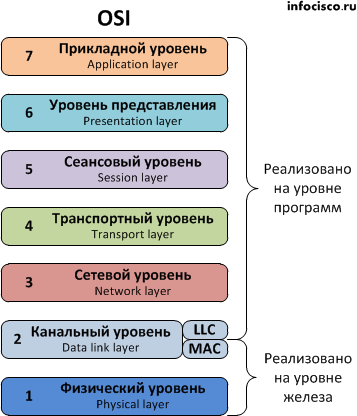 infocisco.ru
OSI
7 Прикладной уровень
Application layer
6 Уровень представления
Presentation layer
5 Сеансовый уровень
Session layer
4 Транспортный уровень
Transport layer
3 Сетевой уровень
Network layer
2 Канальный уровень
Data link layer
LLC
MAC
1 Физический уровень
Physical layer
Реализовано
на уровне
программ
Реализовано
на уровне
железа